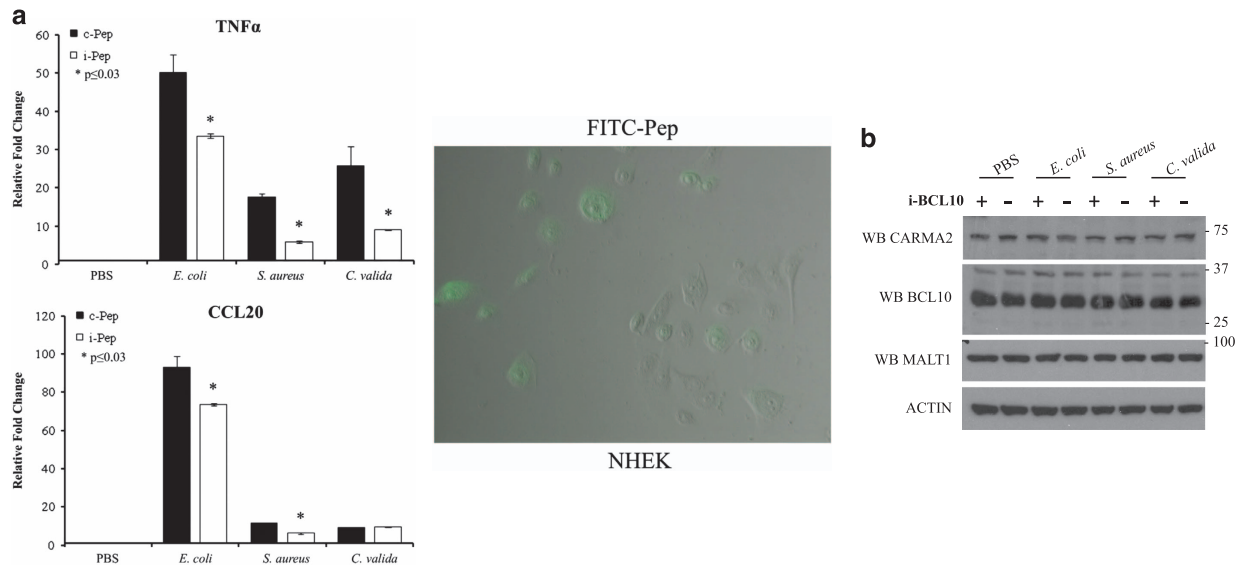 a
TNFα
c-Pep
i-Pep
* p≤0.03
Relative Fold Change
60
50
40
30
20
10
0
*
*
*
PBS
E. coli
S. aureus
C. valida
CCL20
c-Pep
i-Pep
* p≤0.03
Relative Fold Change
120
100
80
60
40
20
0
*
*
PBS
E. coli
S. aureus
C. valida
FITC-Pep
NHEK
b
PBS
E. coli
S. aureus
C. valida
i-BCL10 + - + - + - + -
WB CARMA2
75
37
WB BCL10
25
100
WB MALT1
ACTIN